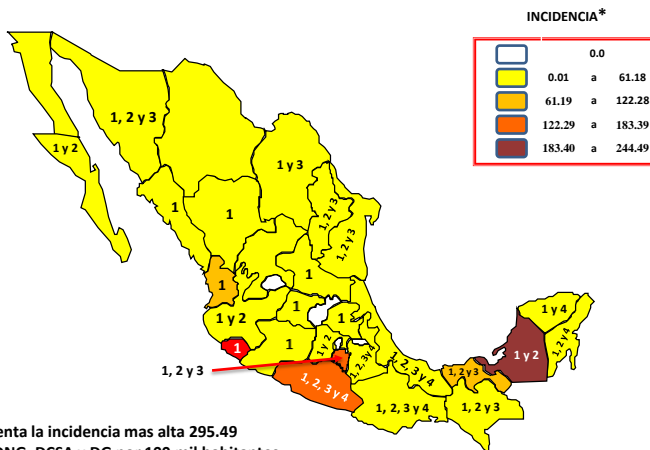 INCIDENCIA*
0.0
0.01 a 61.18
61.19 a 122.28
122.29 a 183.39
183.40 a 244.49
1, 2 y 3
1 y 2
1 y 3
1
1
1, 2 y 3
1, 2 y 3
1
1
1 y 2
1
1
1
1
1 y 2
1, 2, 3 y 4
1, 2 y 3
1, 2, 3 y 4
1, 2, 3 y 4
1, 2, 3 y 4
1, 2 y 3
1, 2 y 3
1 y 2
1 y 4
1, 2 y 4
enta la incidencia mas alta 295.49